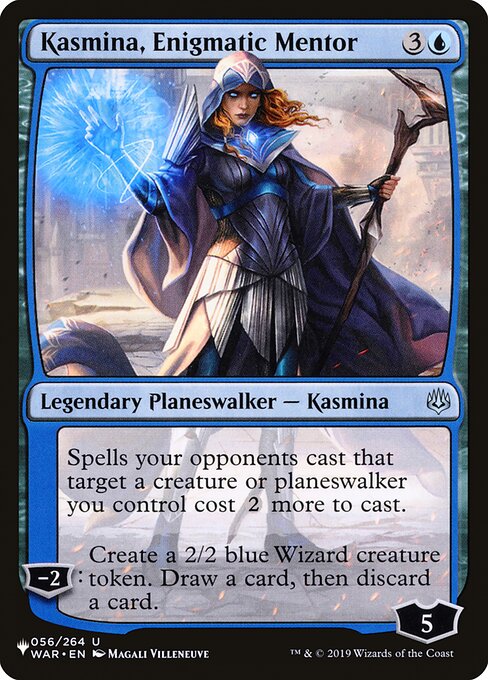 Kasmina, Enigmatic Mentor 3
Legendary Planeswalker — Kasmina
Spells your opponents cast that
target a creature or planeswalker
you control cost 2 more to cast.
−2: Create a 2/2 blue Wizard creature
token. Draw a card, then discard
a card.
5
056/264 U
WAR • EN Magali Villeneuve
™ & © 2019 Wizards of the Coast